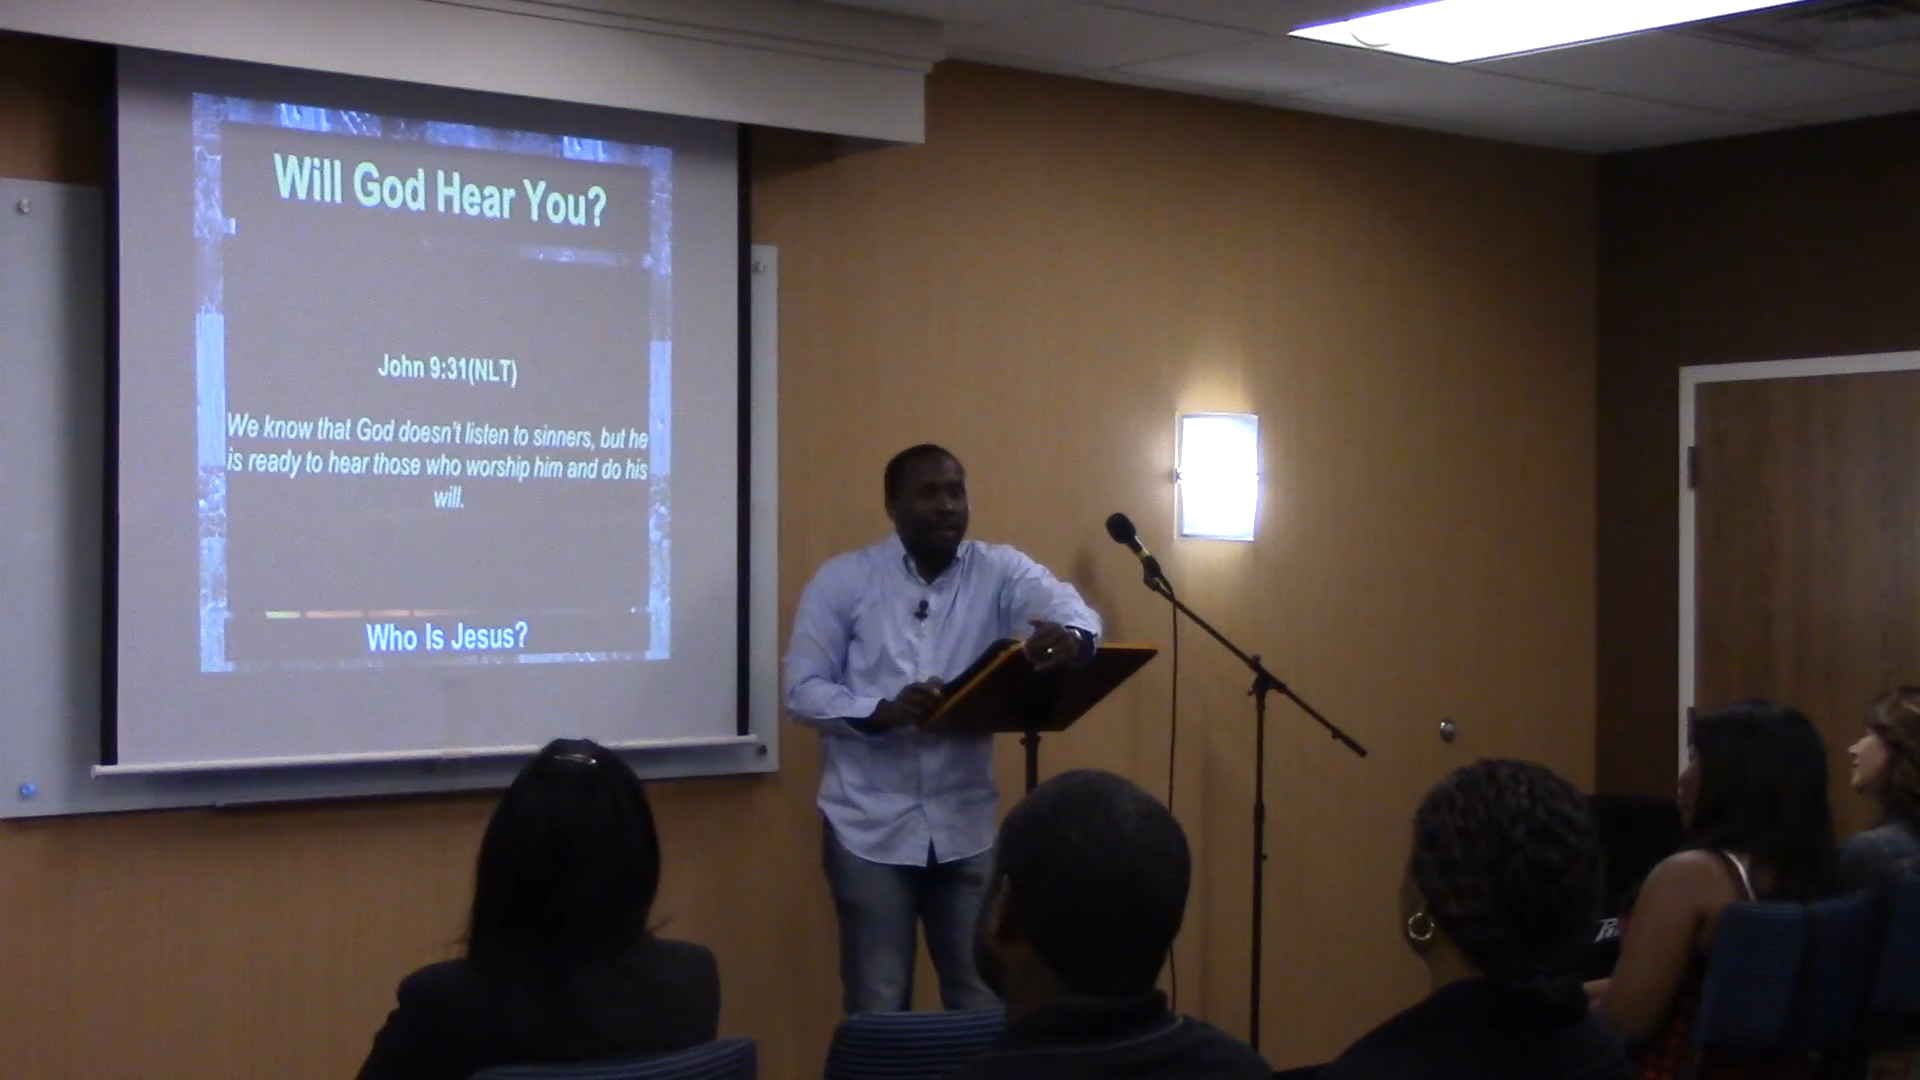 Will God Hear You?
John 9:31(NLT)
We know that God doesn't listen to sinners, but he
is ready to hear those who worship him and do his
will.
Who Is Jesus?